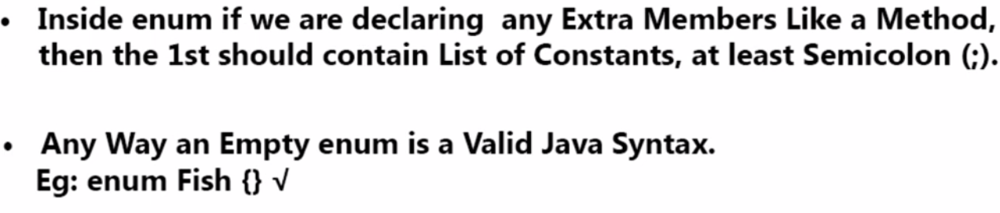 • Inside enum if we are declaring any Extra Members Like a Method,
then the 1st should contain List of Constants, at least Semicolon (;).
• Any Way an Empty enum is a Valid Java Syntax.
Eg: enum Fish {} √